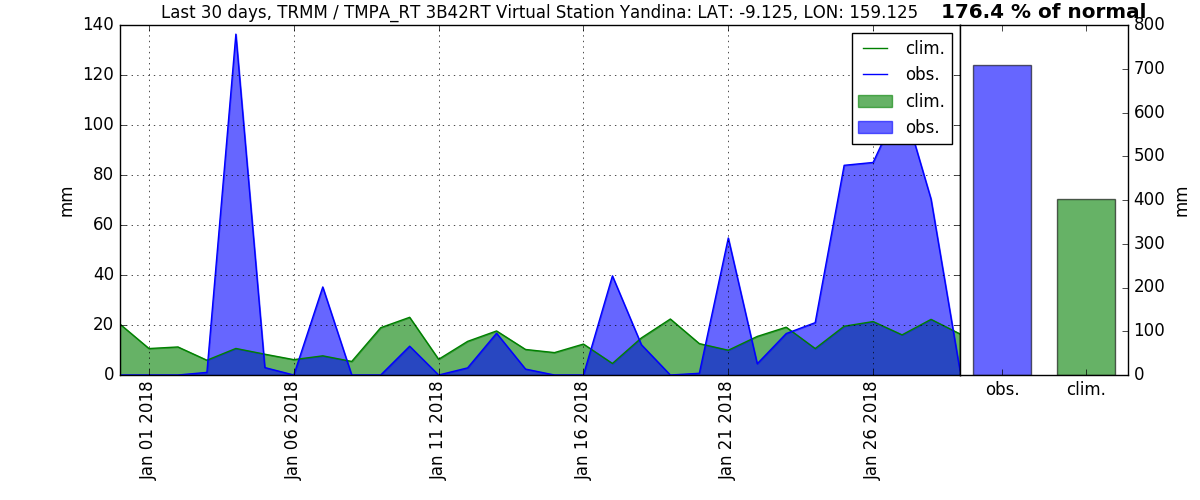 Last 30 days, TRMM / TMPA_RT 3B42RT Virtual Station Yandina: LAT: -9.125, LON: 159.125
176.4 % of normal
140
120
100
80
60
40
20
0
mm
clim.
obs.
clim.
obs.
Jan 01 2018
Jan 06 2018
Jan 11 2018
Jan 16 2018
Jan 21 2018
Jan 26 2018
800
700
600
500
400
300
200
100
0
mm
obs.
clim.